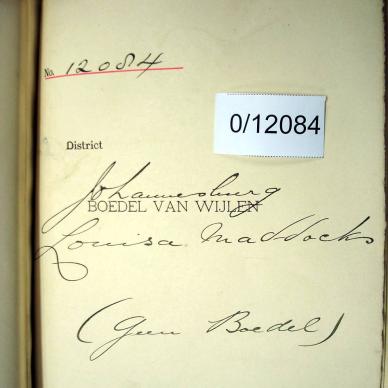 No. 12084
0/12084
District
Johannesburg
BOEDEL VAN WIJLEN
Louisa Maddocks
(Geen Boedel)